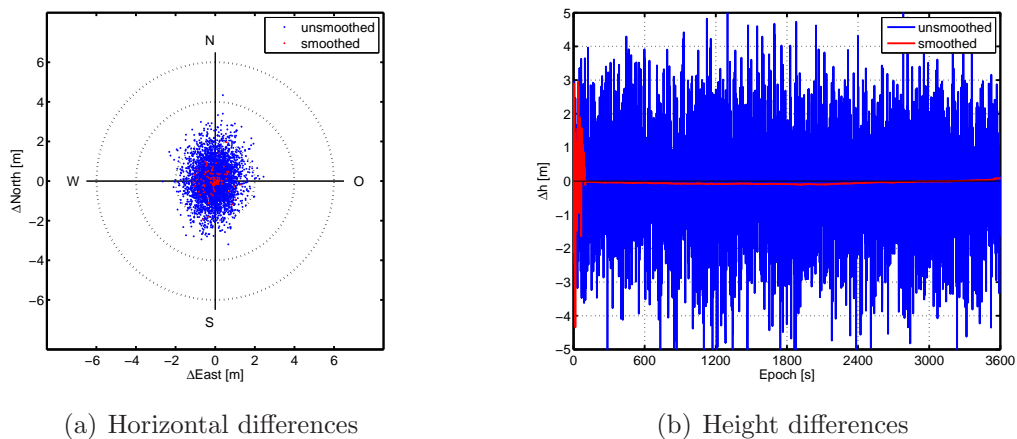 unsmoothed
smoothed
N
W
O
S
6
4
2
0
−2
−4
−6
ΔNorth [m]
−6 −4 −2 0 2 4 6
ΔEast [m]
(a) Horizontal differences
unsmoothed
smoothed
5
4
3
2
1
0
−1
−2
−3
−4
−5
Δh [m]
0 600 1200 1800 2400 3000 3600
Epoch [s]
(b) Height differences